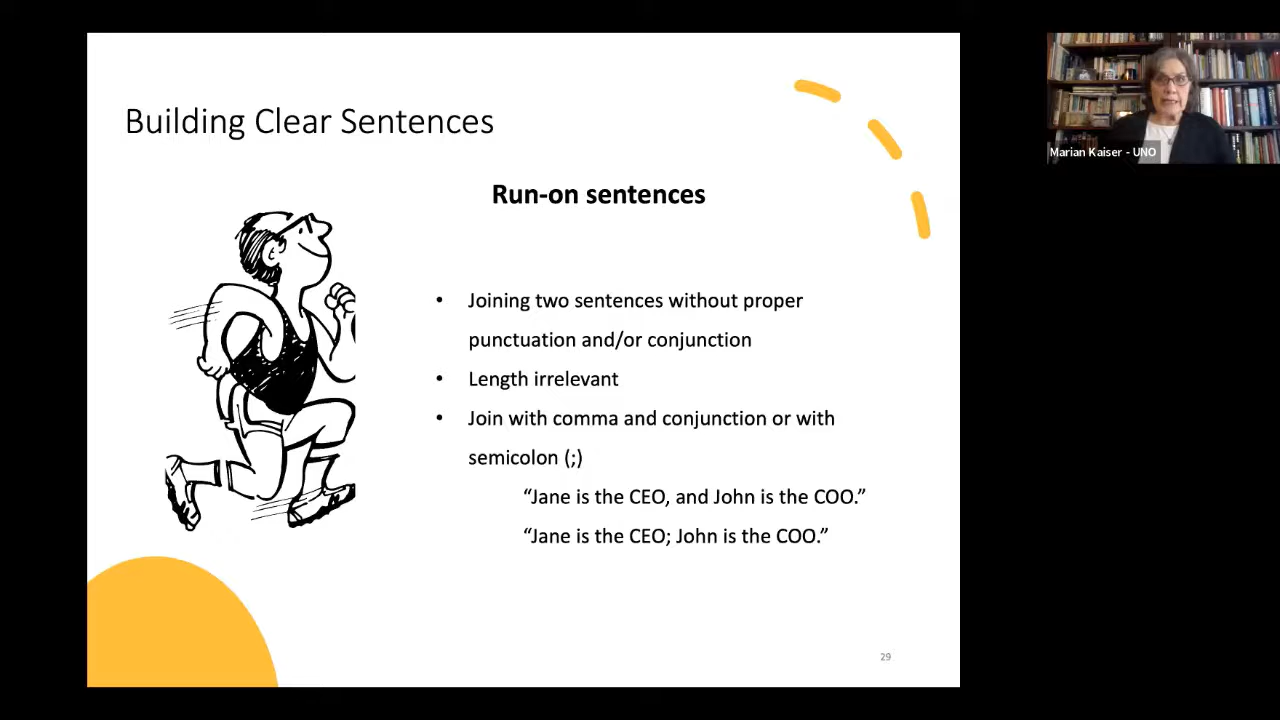 Building Clear Sentences
Marian Kaiser - UNO
Run-on sentences
• Joining two sentences without proper
punctuation and/or conjunction
• Length irrelevant
• Join with comma and conjunction or with
semicolon (;)
“Jane is the CEO, and John is the COO.”
“Jane is the CEO; John is the COO.”
29